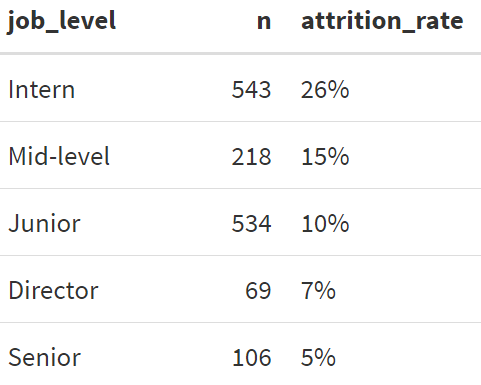 job_level n attrition_rate
Intern 543 26%
Mid-level 218 15%
Junior 534 10%
Director 69 7%
Senior 106 5%